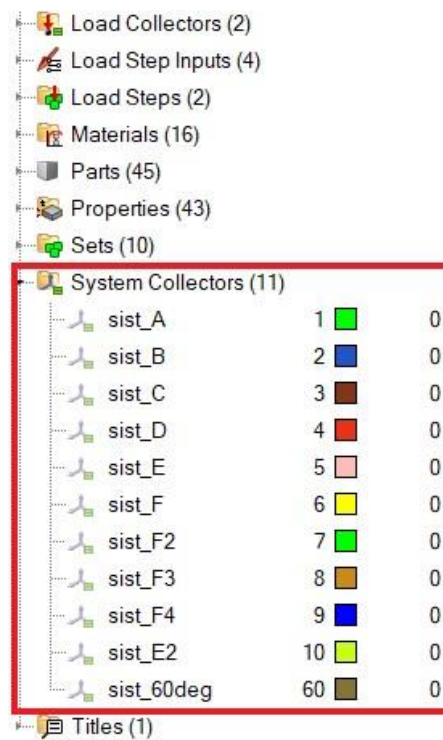 Load Collectors (2)
Load Step Inputs (4)
Load Steps (2)
Materials (16)
Parts (45)
Properties (43)
Sets (10)
System Collectors (11)
sist_A 1 0
sist_B 2 0
sist_C 3 0
sist_D 4 0
sist_E 5 0
sist_F 6 0
sist_F2 7 0
sist_F3 8 0
sist_F4 9 0
sist_E2 10 0
sist_60deg 60 0
Titles (1)